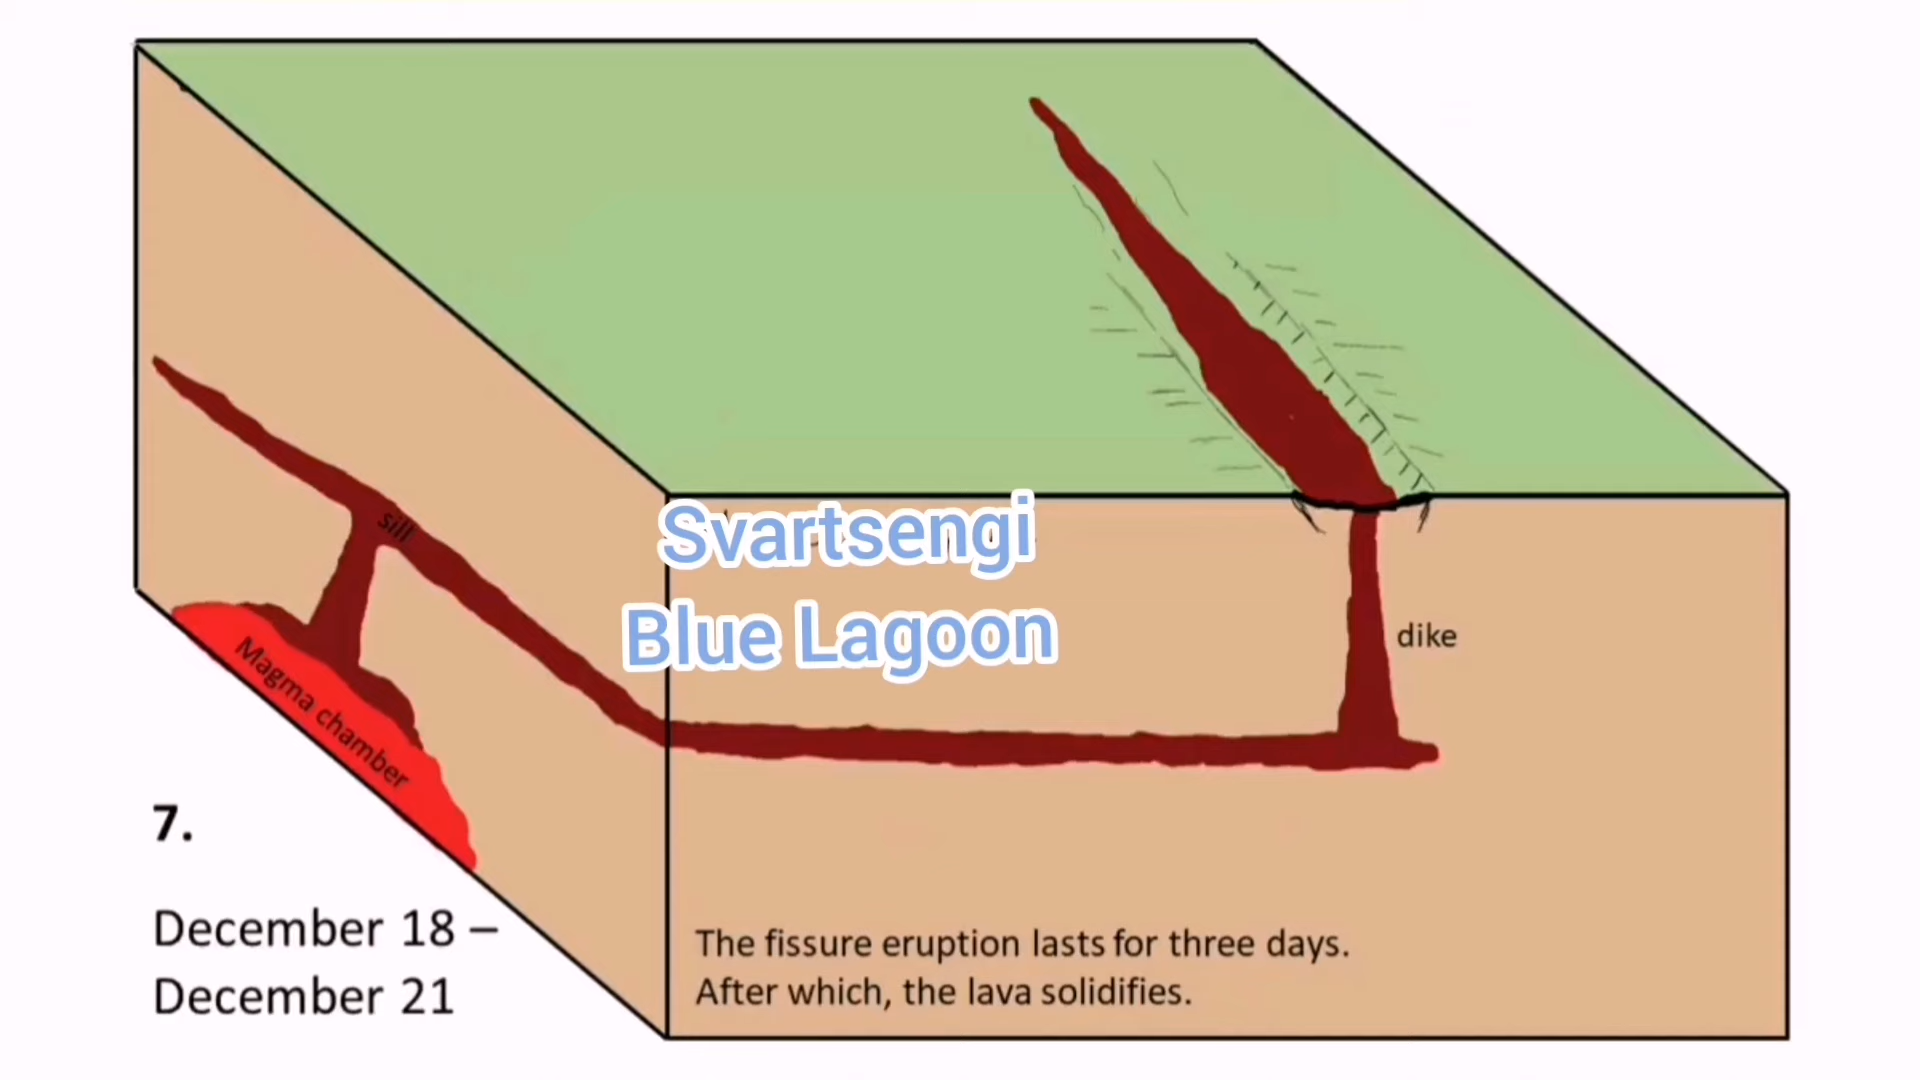 sill
Svartsengi
Blue Lagoon
dike
Magma chamber
7.
December 18 –
December 21
The fissure eruption lasts for three days.
After which, the lava solidifies.